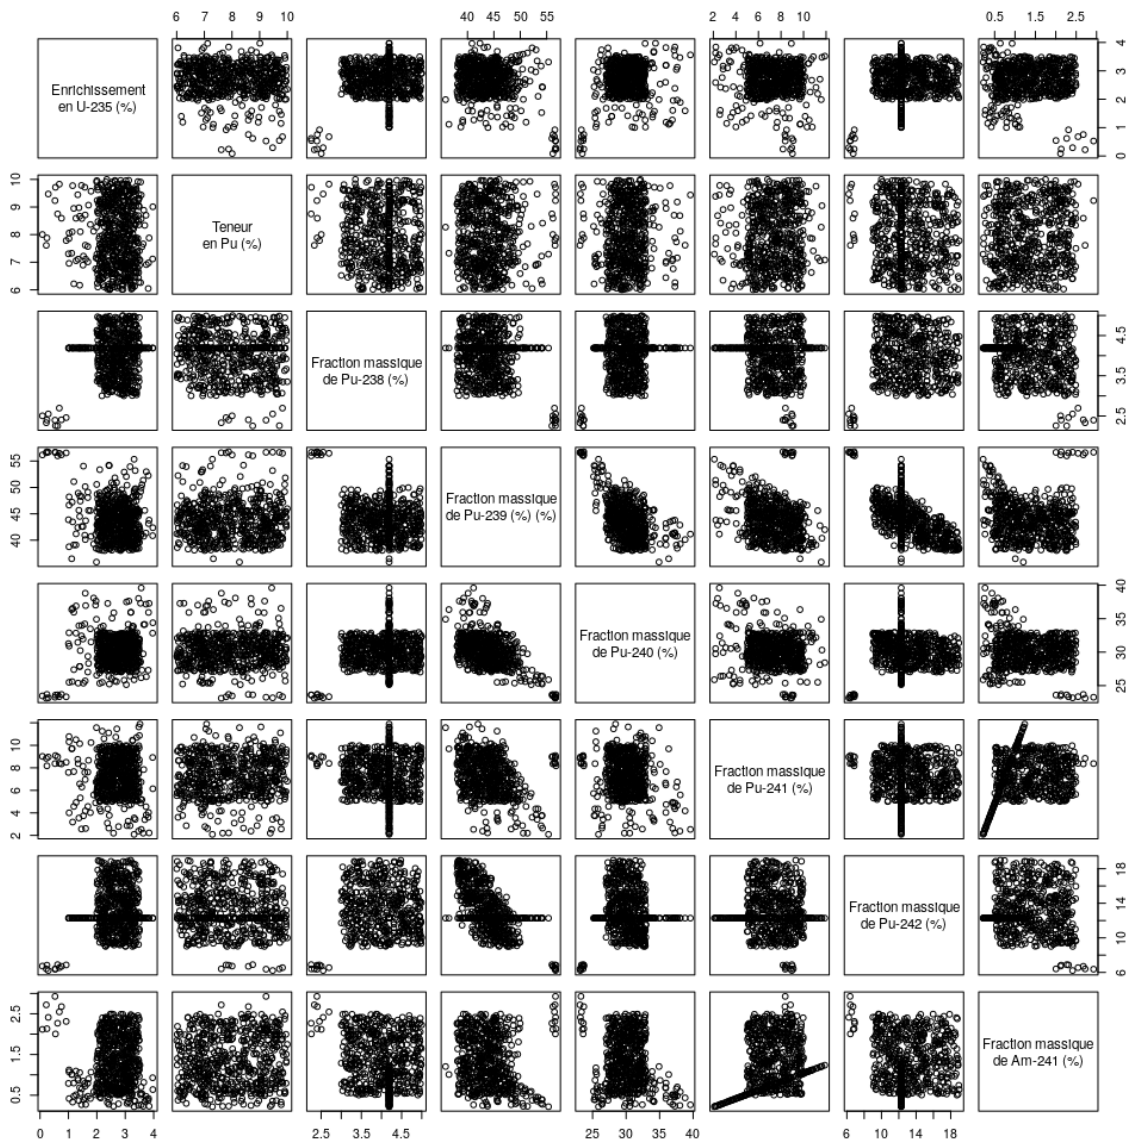 6 7 8 9 10
40 45 50 55
2 4 6 8 10 12
0.5 1.5 2.5
Enrichissement
en U-235 (%)
0 1 2 3 4
6 7 8 9 10
Teneur
en Pu (%)
Fraction massique
de Pu-238 (%)
2.5 3.5 4.5
40 45 50 55
Fraction massique
de Pu-239 (%) (%)
Fraction massique
de Pu-240 (%)
25 30 35 40
2 4 6 8 10
Fraction massique
de Pu-241 (%)
Fraction massique
de Pu-242 (%)
6 10 14 18
0.5 1.5 2.5
Fraction massique
de Am-241 (%)
0 1 2 3 4
2.5 3.5 4.5
25 30 35 40
6 10 14 18